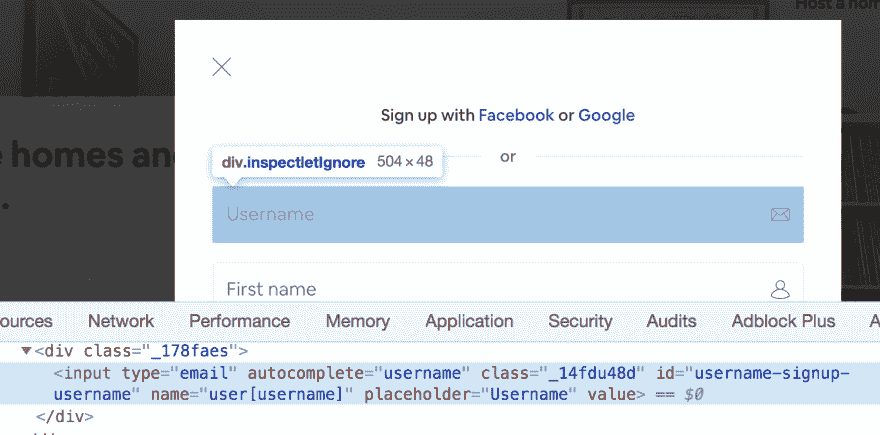 Host a hom
Sign up with Facebook or Google
e homes and
div.inspectletIgnore 504 × 48
or
Username
First name
ources Network Performance Memory Application Security Audits Adblock Plus A
▼<div class="_178faes">
<input type="email" autocomplete="username" class="_14fdu48d" id="username-signup-
username" name="user[username]" placeholder="Username" value> == $0
</div>